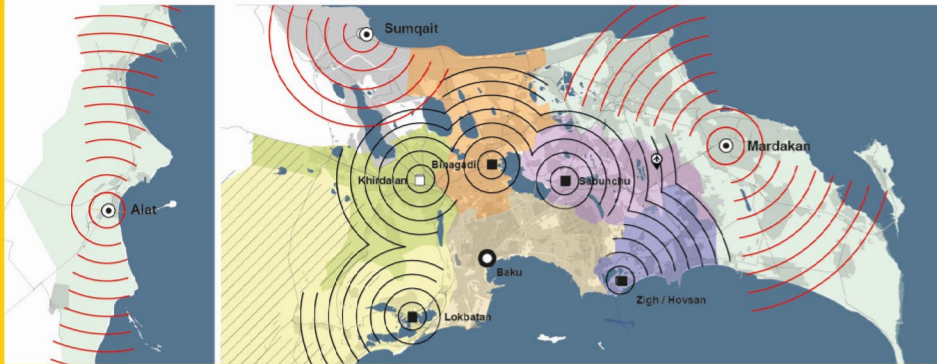 Sumqait
Mardakan
Binagadi
Khirdalan
Sabunchu
Alat
Baku
Zigh / Hovsan
Lokbatan